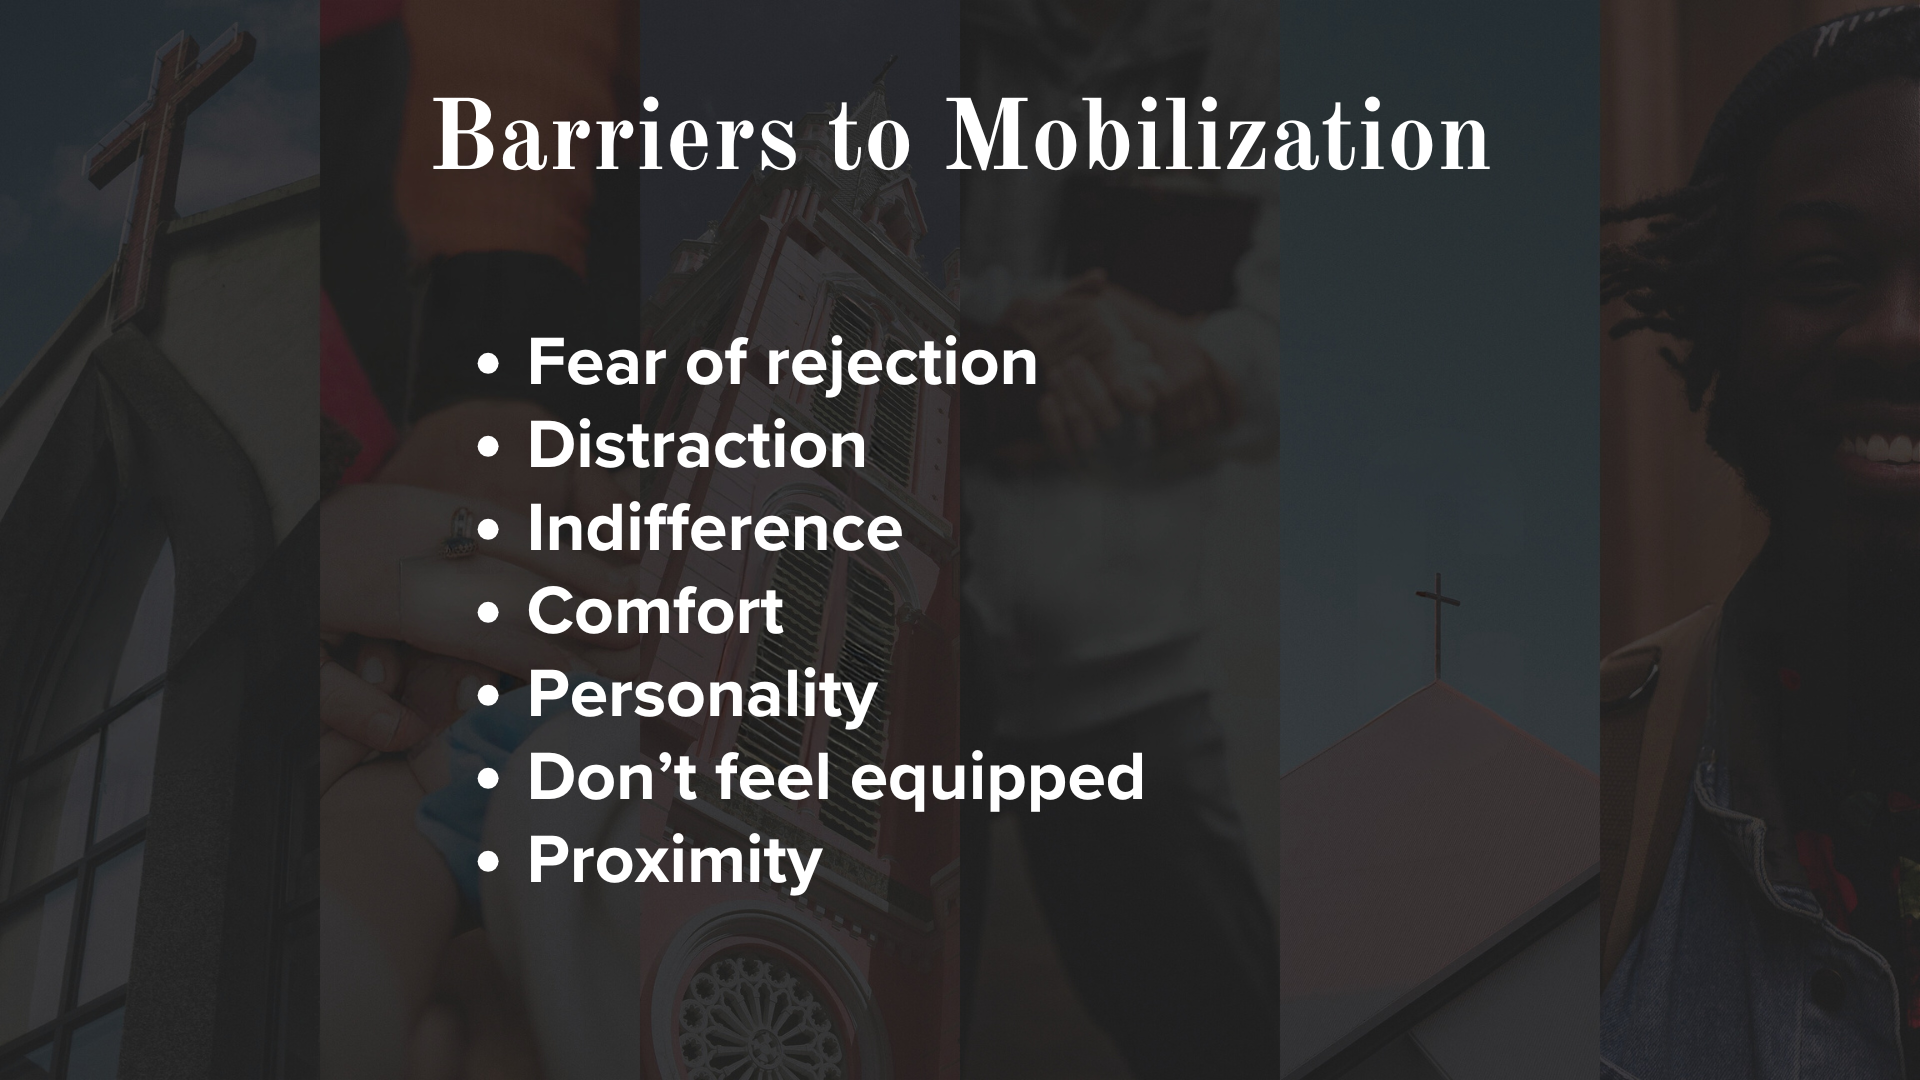 Barriers to Mobilization
• Fear of rejection
• Distraction
• Indifference
• Comfort
• Personality
• Don’t feel equipped
• Proximity